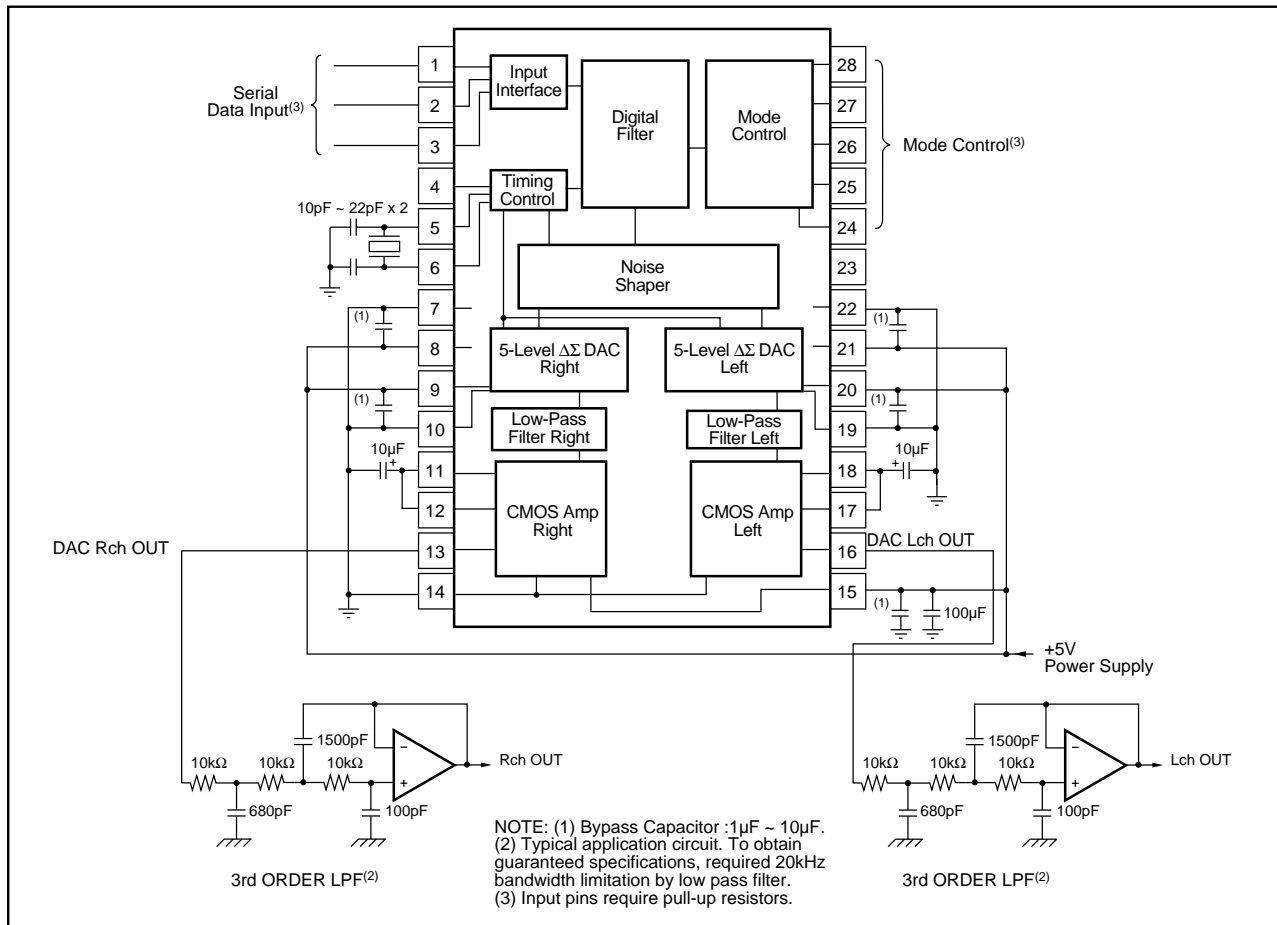 Serial
Data Input(3)
1
2
3
4
5
6
7
8
9
10
11
12
13
14
28
27
26
25
24
23
22
21
20
19
18
17
16
15
Input
Interface
Digital
Filter
Mode
Control
Mode Control(3)
Timing
Control
10pF ~ 22pF x 2
Noise
Shaper
(1)
(1)
5-Level ΔΣ DAC
Right
5-Level ΔΣ DAC
Left
(1)
(1)
Low-Pass
Filter Right
Low-Pass
Filter Left
10µF
+
10µF
+
CMOS Amp
Right
CMOS Amp
Left
DAC Rch OUT
DAC Lch OUT
(1)
100µF
+5V
Power Supply
1500pF
10kΩ
10kΩ
10kΩ
−
+
Rch OUT
680pF
100pF
3rd ORDER LPF(2)
1500pF
10kΩ
10kΩ
10kΩ
−
+
Lch OUT
680pF
100pF
3rd ORDER LPF(2)
NOTE: (1) Bypass Capacitor :1µF ~ 10µF.
(2) Typical application circuit. To obtain
guaranteed specifications, required 20kHz
bandwidth limitation by low pass filter.
(3) Input pins require pull-up resistors.